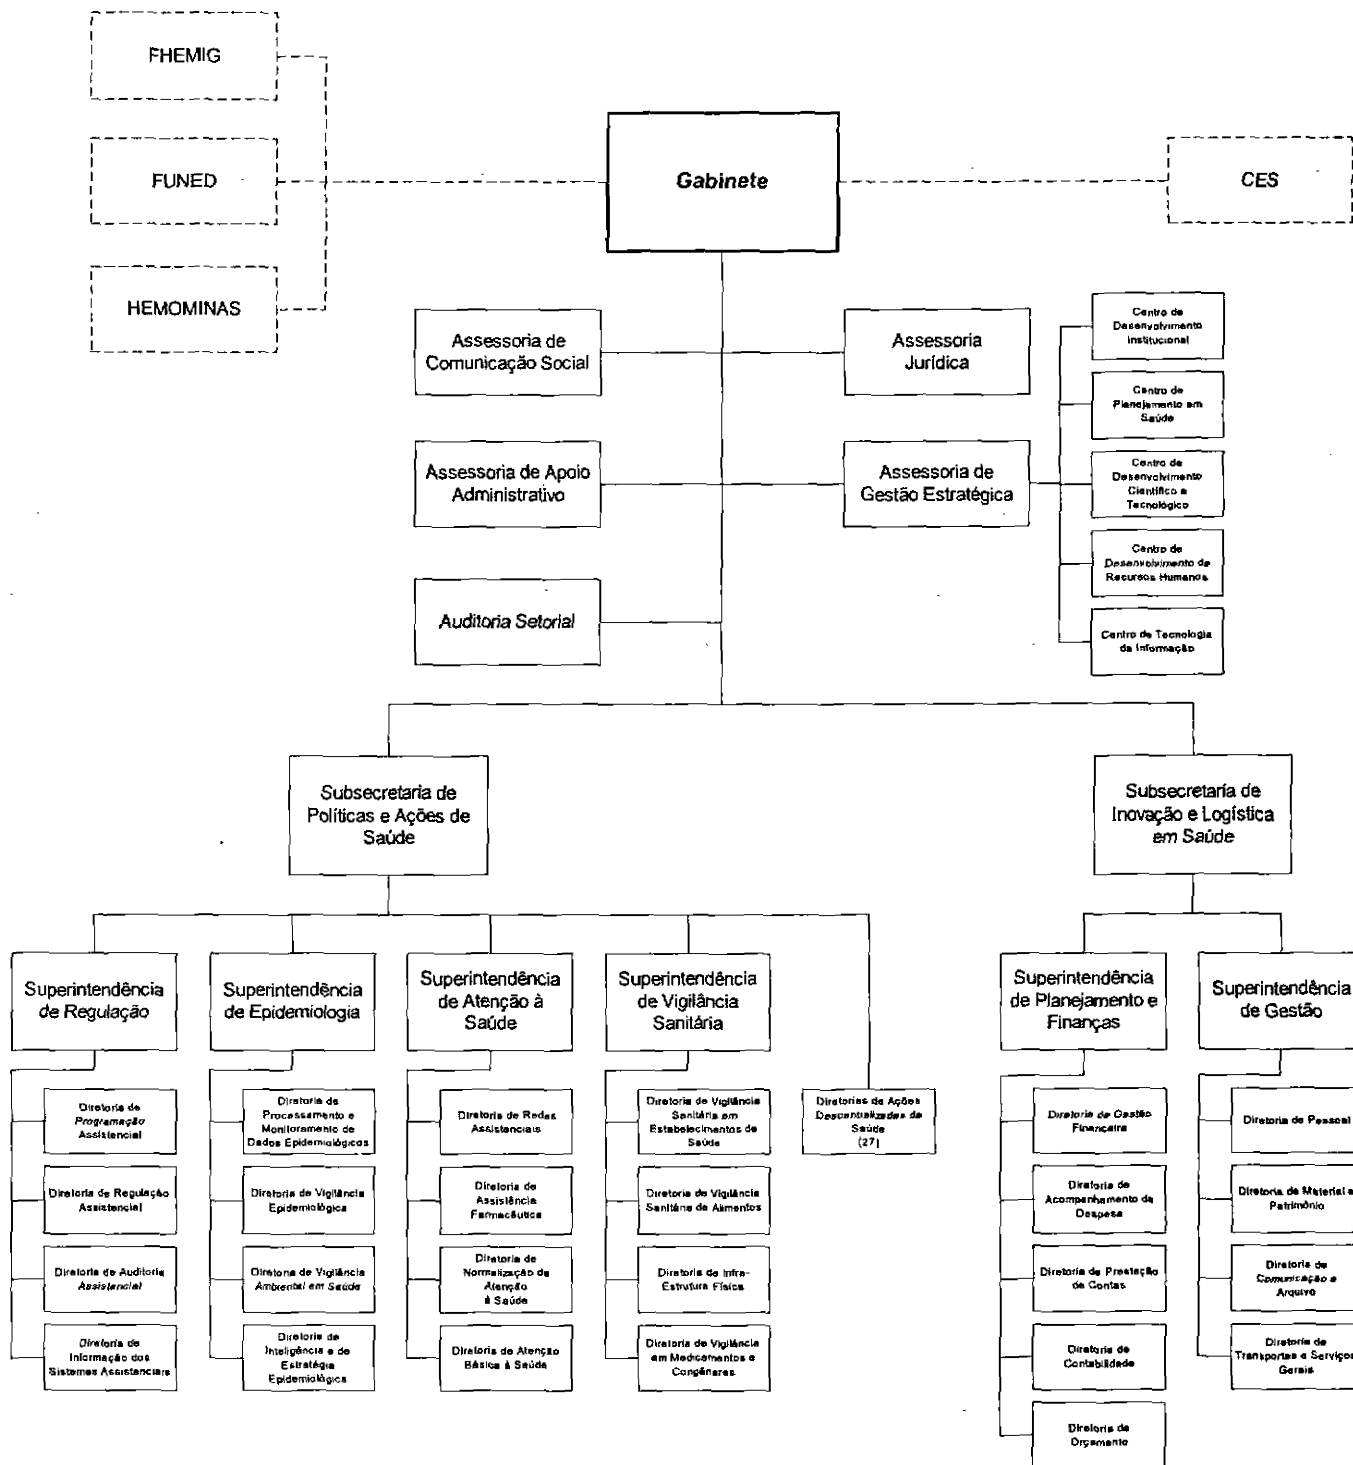 FHEMIG
FUNED
HEMOMINAS
Gabinete
CES
Assessoria de
Comunicação Social
Assessoria
Jurídica
Assessoria de Apoio
Administrativo
Assessoria de
Gestão Estratégica
Auditoria Setorial
Centro de
Desenvolvimento
Institucional
Centro de
Planejamento em
Saúde
Centro de
Desenvolvimento
Científico e
Tecnológico
Centro de
Desenvolvimento de
Recursos Humanos
Centro de Tecnologia
da Informação
Subsecretaria de
Políticas e Ações de
Saúde
Subsecretaria de
Inovação e Logística
em Saúde
Superintendência
de Regulação
Superintendência
de Epidemiologia
Superintendência
de Atenção à
Saúde
Superintendência
de Vigilância
Sanitária
Superintendência
de Planejamento e
Finanças
Superintendência
de Gestão
Diretoria de
Programação
Assistencial
Diretoria de Regulação
Assistencial
Diretoria de Auditoria
Assistencial
Diretoria de
Informação dos
Sistemas Assistenciais
Diretoria de
Processamento e
Monitoramento de
Dados Epidemiológicos
Diretoria de Vigilância
Epidemiológica
Diretoria de Vigilância
Ambiental em Saúde
Diretoria de
Inteligência e de
Estratégia
Epidemiológica
Diretoria de Redes
Assistenciais
Diretoria de
Assistência
Farmacêutica
Diretoria de
Normalização da
Atenção
à Saúde
Diretoria de Atenção
Básica à Saúde
Diretoria de Vigilância
Sanitária em
Estabelecimentos de
Saúde
Diretoria de Vigilância
Sanitária de Alimentos
Diretoria de Infra-
Estrutura Física
Diretoria de Vigilância
em Medicamentos e
Congêneres
Diretorias de Ações
Descentralizadas de
Saúde
(27)
Diretoria de Gestão
Financeira
Diretoria de
Acompanhamento da
Despesa
Diretoria de Prestação
de Contas
Diretoria de
Contabilidade
Diretoria de
Orçamento
Diretoria de Pessoal
Diretoria de Material e
Patrimônio
Diretoria de
Comunicação e
Arquivo
Diretoria de
Transportes e Serviços
Gerais